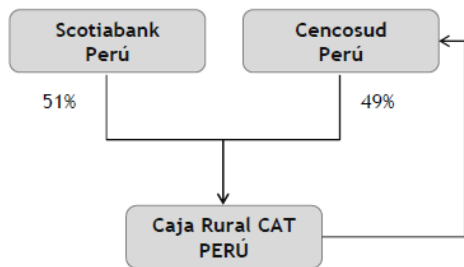 Scotiabank
Perú
Cencosud
Perú
51%
49%
Caja Rural CAT
PERÚ